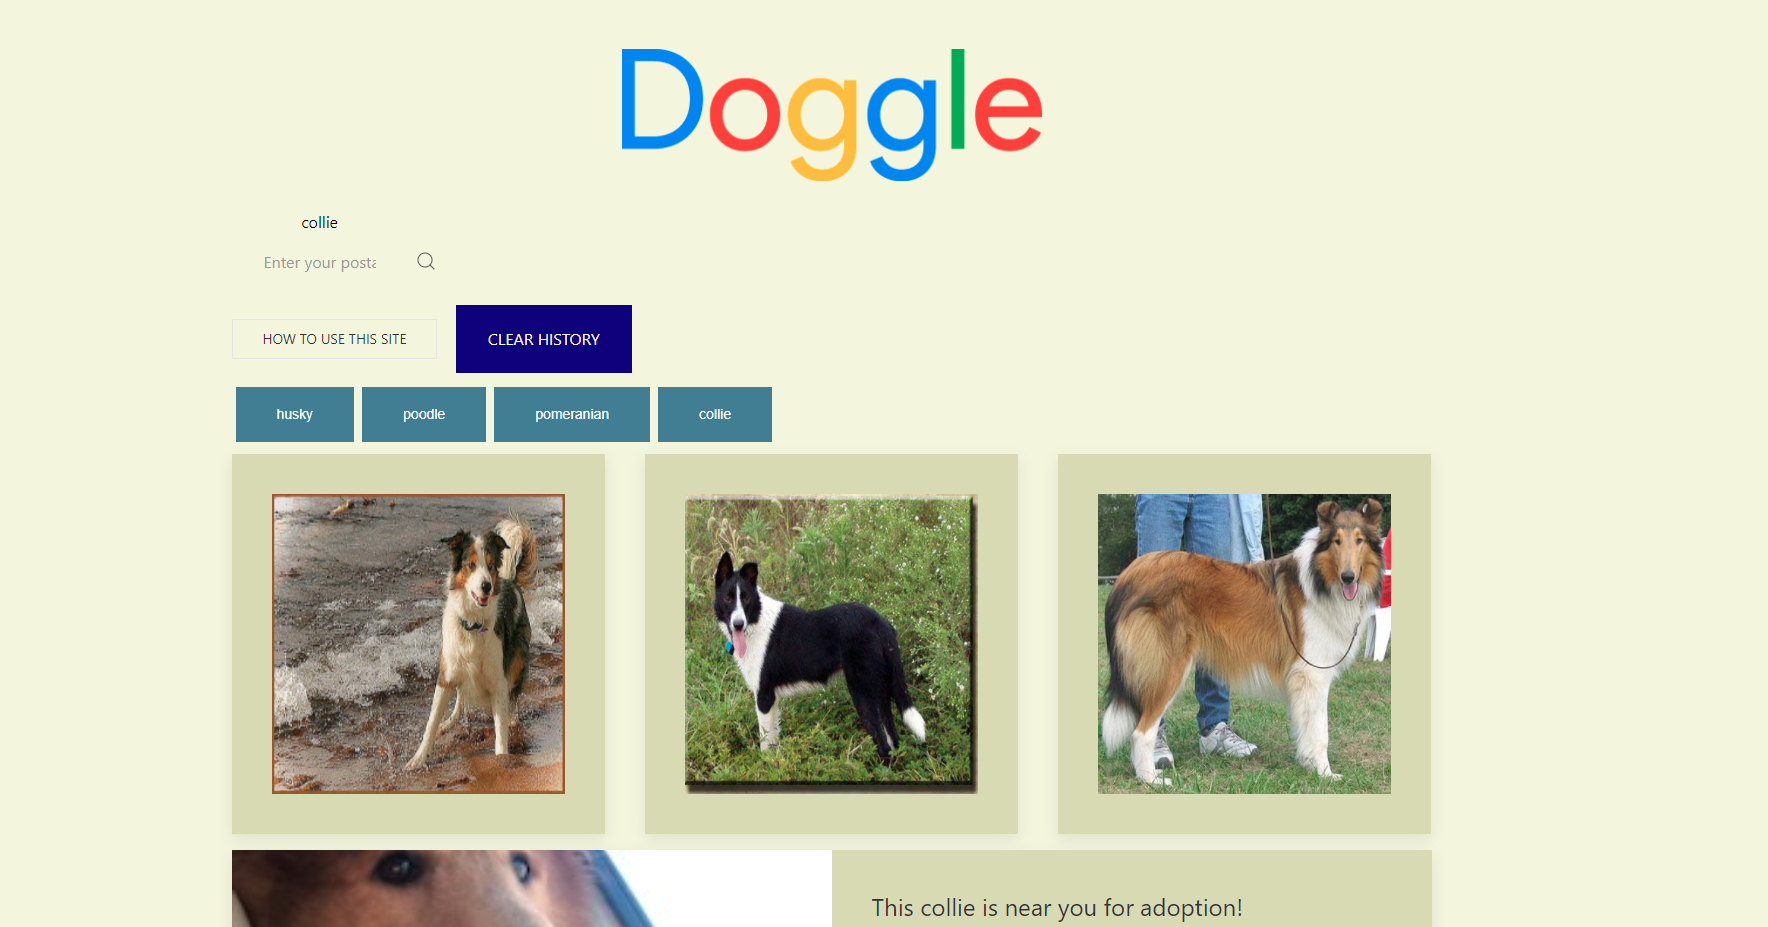 Doggle
collie
Enter your posta
HOW TO USE THIS SITE
CLEAR HISTORY
husky
poodle
pomeranian
collie
This collie is near you for adoption!